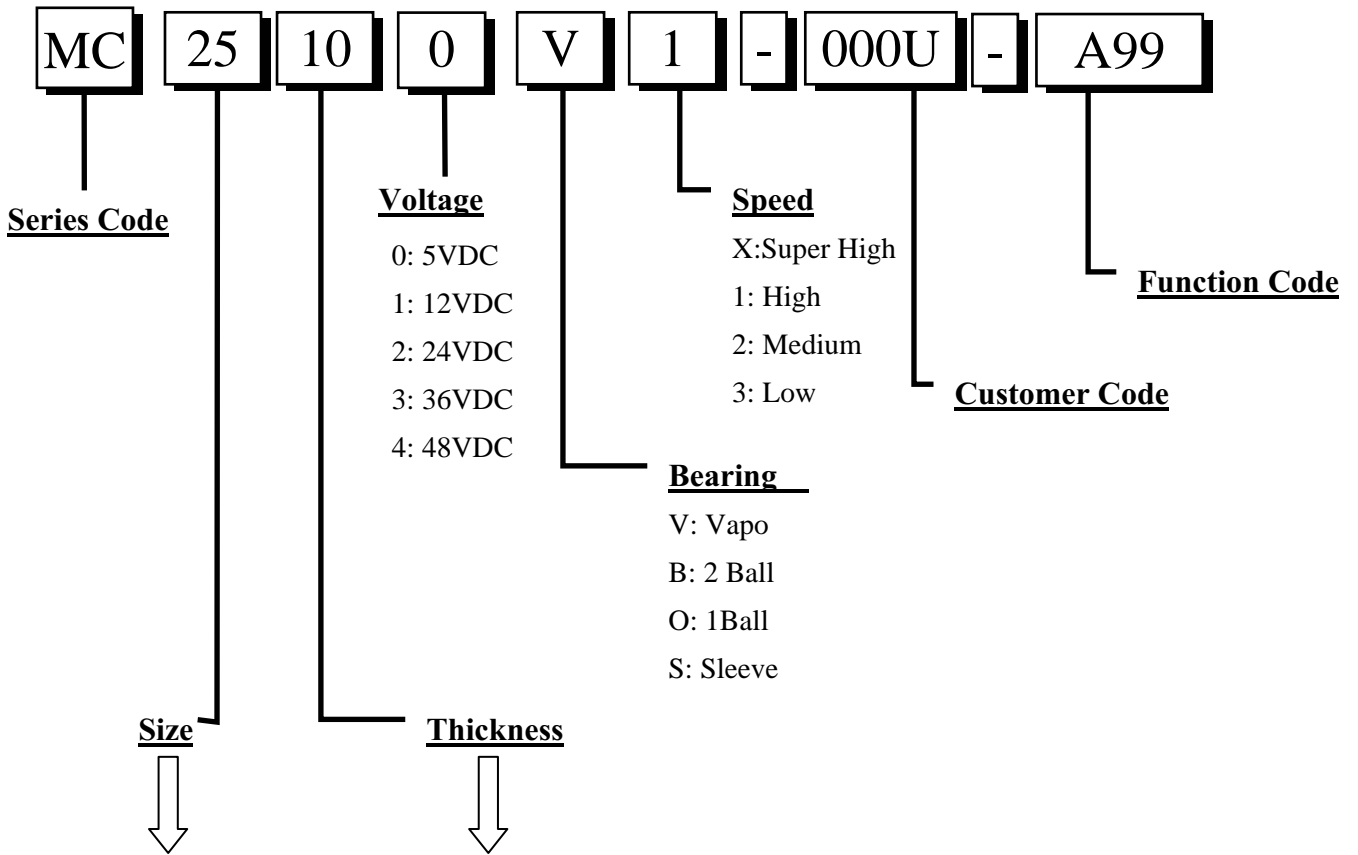 MC 25 10 0 V 1 - 000U - A99
Series Code
Voltage
0: 5VDC
1: 12VDC
2: 24VDC
3: 36VDC
4: 48VDC
Speed
X:Super High
1: High
2: Medium
3: Low
Function Code
Customer Code
Bearing
V: Vapo
B: 2 Ball
O: 1Ball
S: Sleeve
Size
Thickness